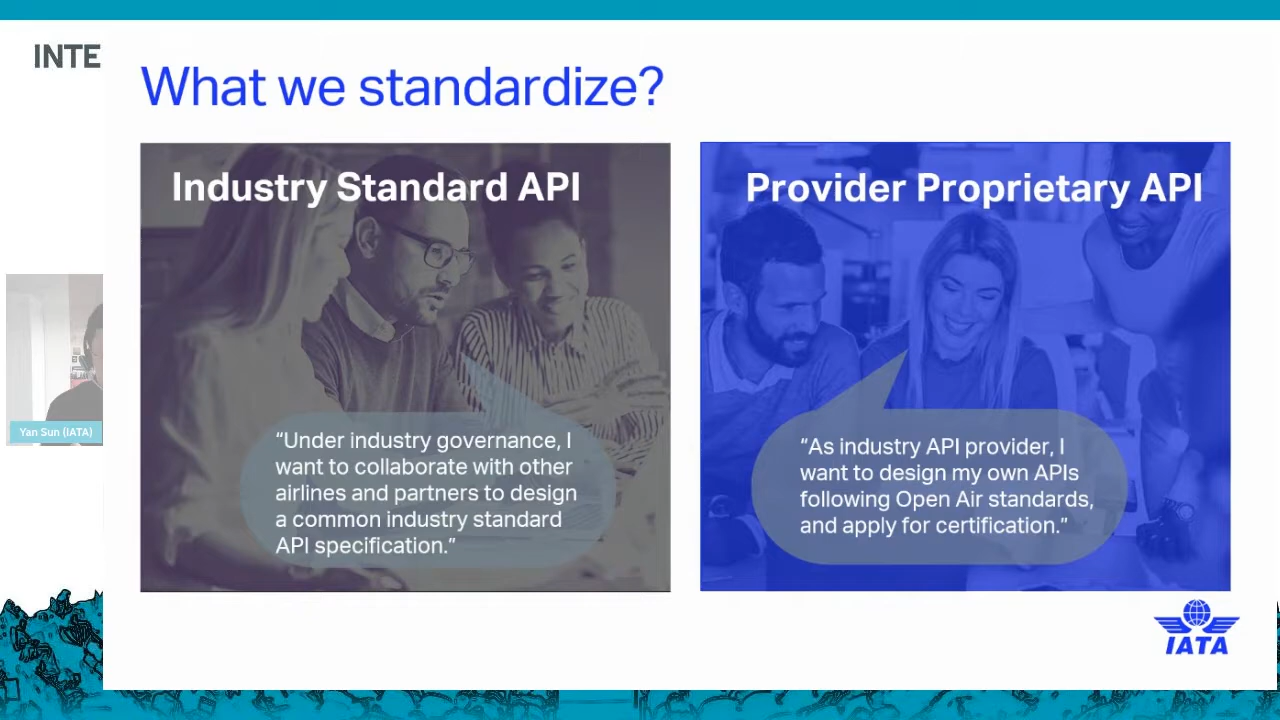 INTE
What we standardize?
Industry Standard API
Provider Proprietary API
“Under industry governance, I
want to collaborate with other
airlines and partners to design
a common industry standard
API specification.”
“As industry API provider, I
want to design my own APIs
following Open Air standards,
and apply for certification.”
Yan Sun (IATA)
IATA